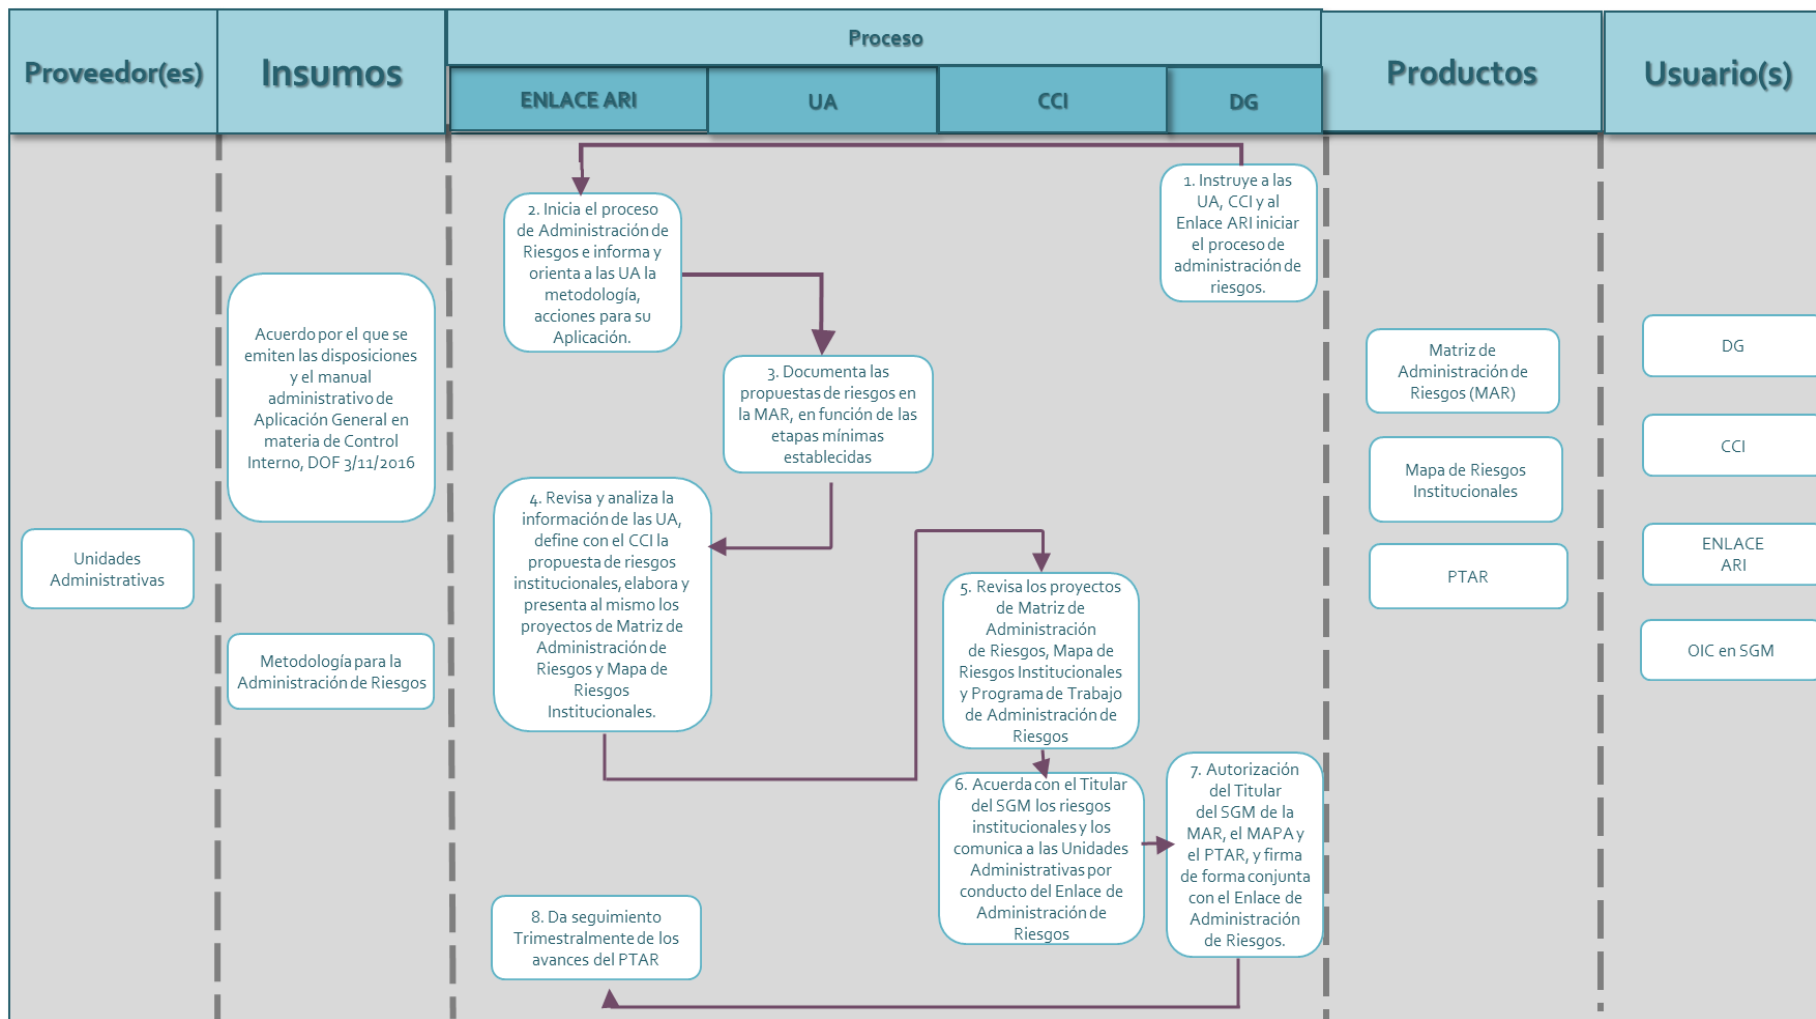 Proveedor(es)
Insumos
Proceso
ENLACE ARI
UA
CCI
DG
Productos
Usuario(s)
1. Instruye a las
UA, CCI y al
Enlace ARI iniciar
el proceso de
administración de
riesgos.
2. Inicia el proceso
de Administración de
Riesgos e informa y
orienta a las UA la
metodología,
acciones para su
Aplicación.
Acuerdo por el que se
emiten las disposiciones
y el manual
administrativo de
Aplicación General en
materia de Control
Interno, DOF 3/11/2016
3. Documenta las
propuestas de riesgos en
la MAR, en función de las
etapas mínimas
establecidas
Matriz de
Administración de
Riesgos (MAR)
DG
CCI
Mapa de Riesgos
Institucionales
4. Revisa y analiza la
información de las UA,
define con el CCI la
propuesta de riesgos
institucionales, elabora y
presenta al mismo los
proyectos de Matriz de
Administración de
Riesgos y Mapa de
Riesgos
Institucionales.
Unidades
Administrativas
PTAR
ENLACE
ARI
5. Revisa los proyectos
de Matriz de
Administración
de Riesgos, Mapa de
Riesgos Institucionales
y Programa de Trabajo
de Administración de
Riesgos
Metodología para la
Administración de Riesgos
OIC en SGM
6. Acuerda con el Titular
del SGM los riesgos
institucionales y los
comunica a las Unidades
Administrativas por
conducto del Enlace de
Administración de
Riesgos
7. Autorización
del Titular
del SGM de la
MAR, el MAPA y
el PTAR, y firma
de forma conjunta
con el Enlace de
Administración
de Riesgos.
8. Da seguimiento
Trimestralmente de los
avances del PTAR